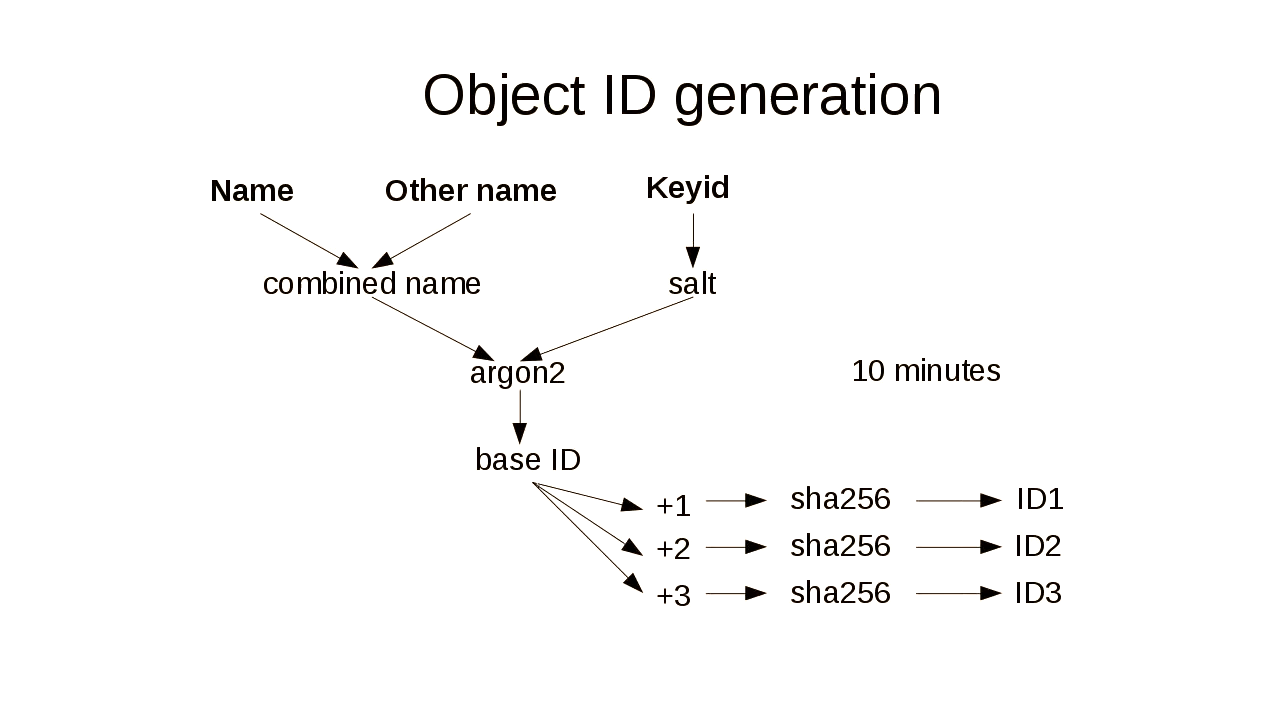 Object ID generation
Name Other name Keyid
combined name salt
argon2 10 minutes
base ID
+1 sha256 ID1
+2 sha256 ID2
+3 sha256 ID3